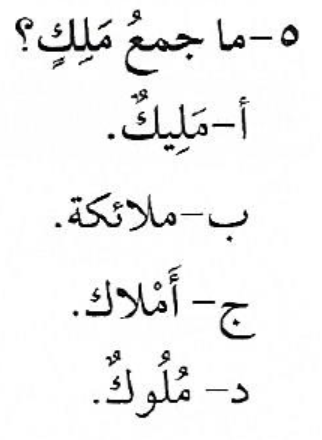 ٥-ما جمعُ مَلِكٍ؟
أ-مَلِيكٌ.
ب-ملائكة.
ج- أَمْلاك.
د- مُلُوكٌ.